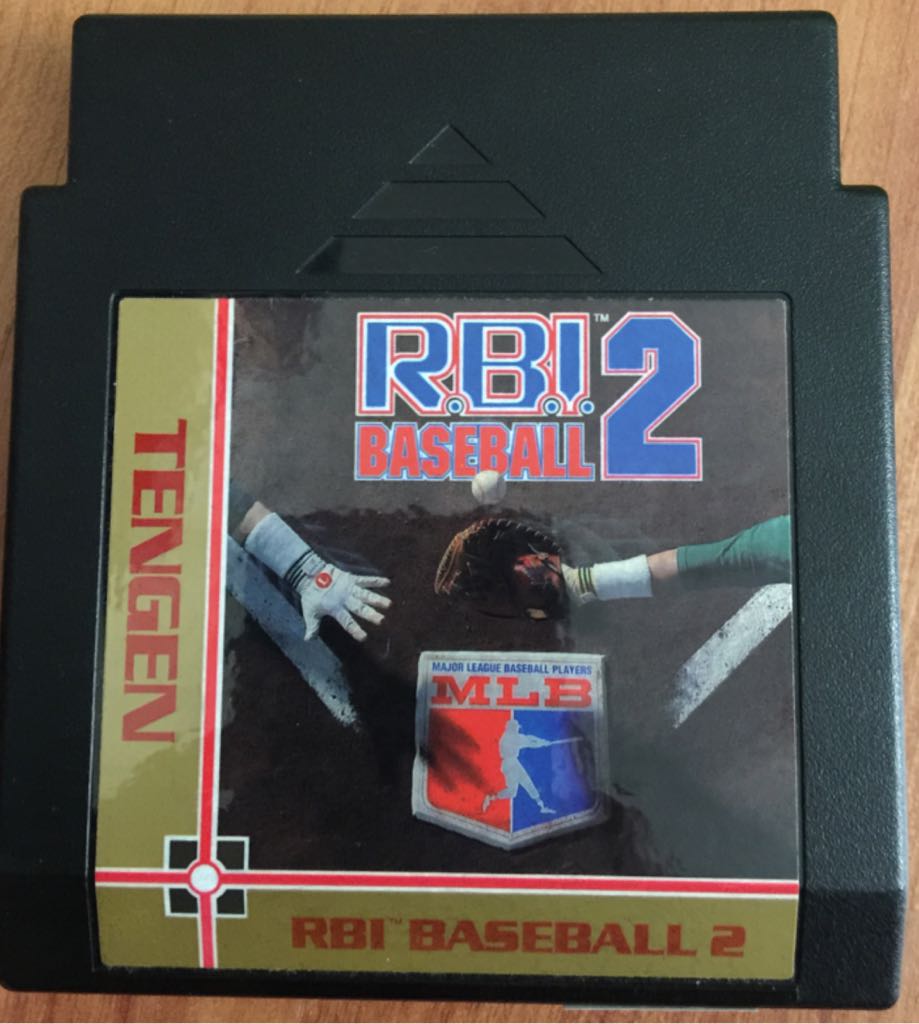 R.B.I.™ 2
BASEBALL
TENGEN
MAJOR LEAGUE BASEBALL PLAYERS
MLB
RBI™ BASEBALL 2